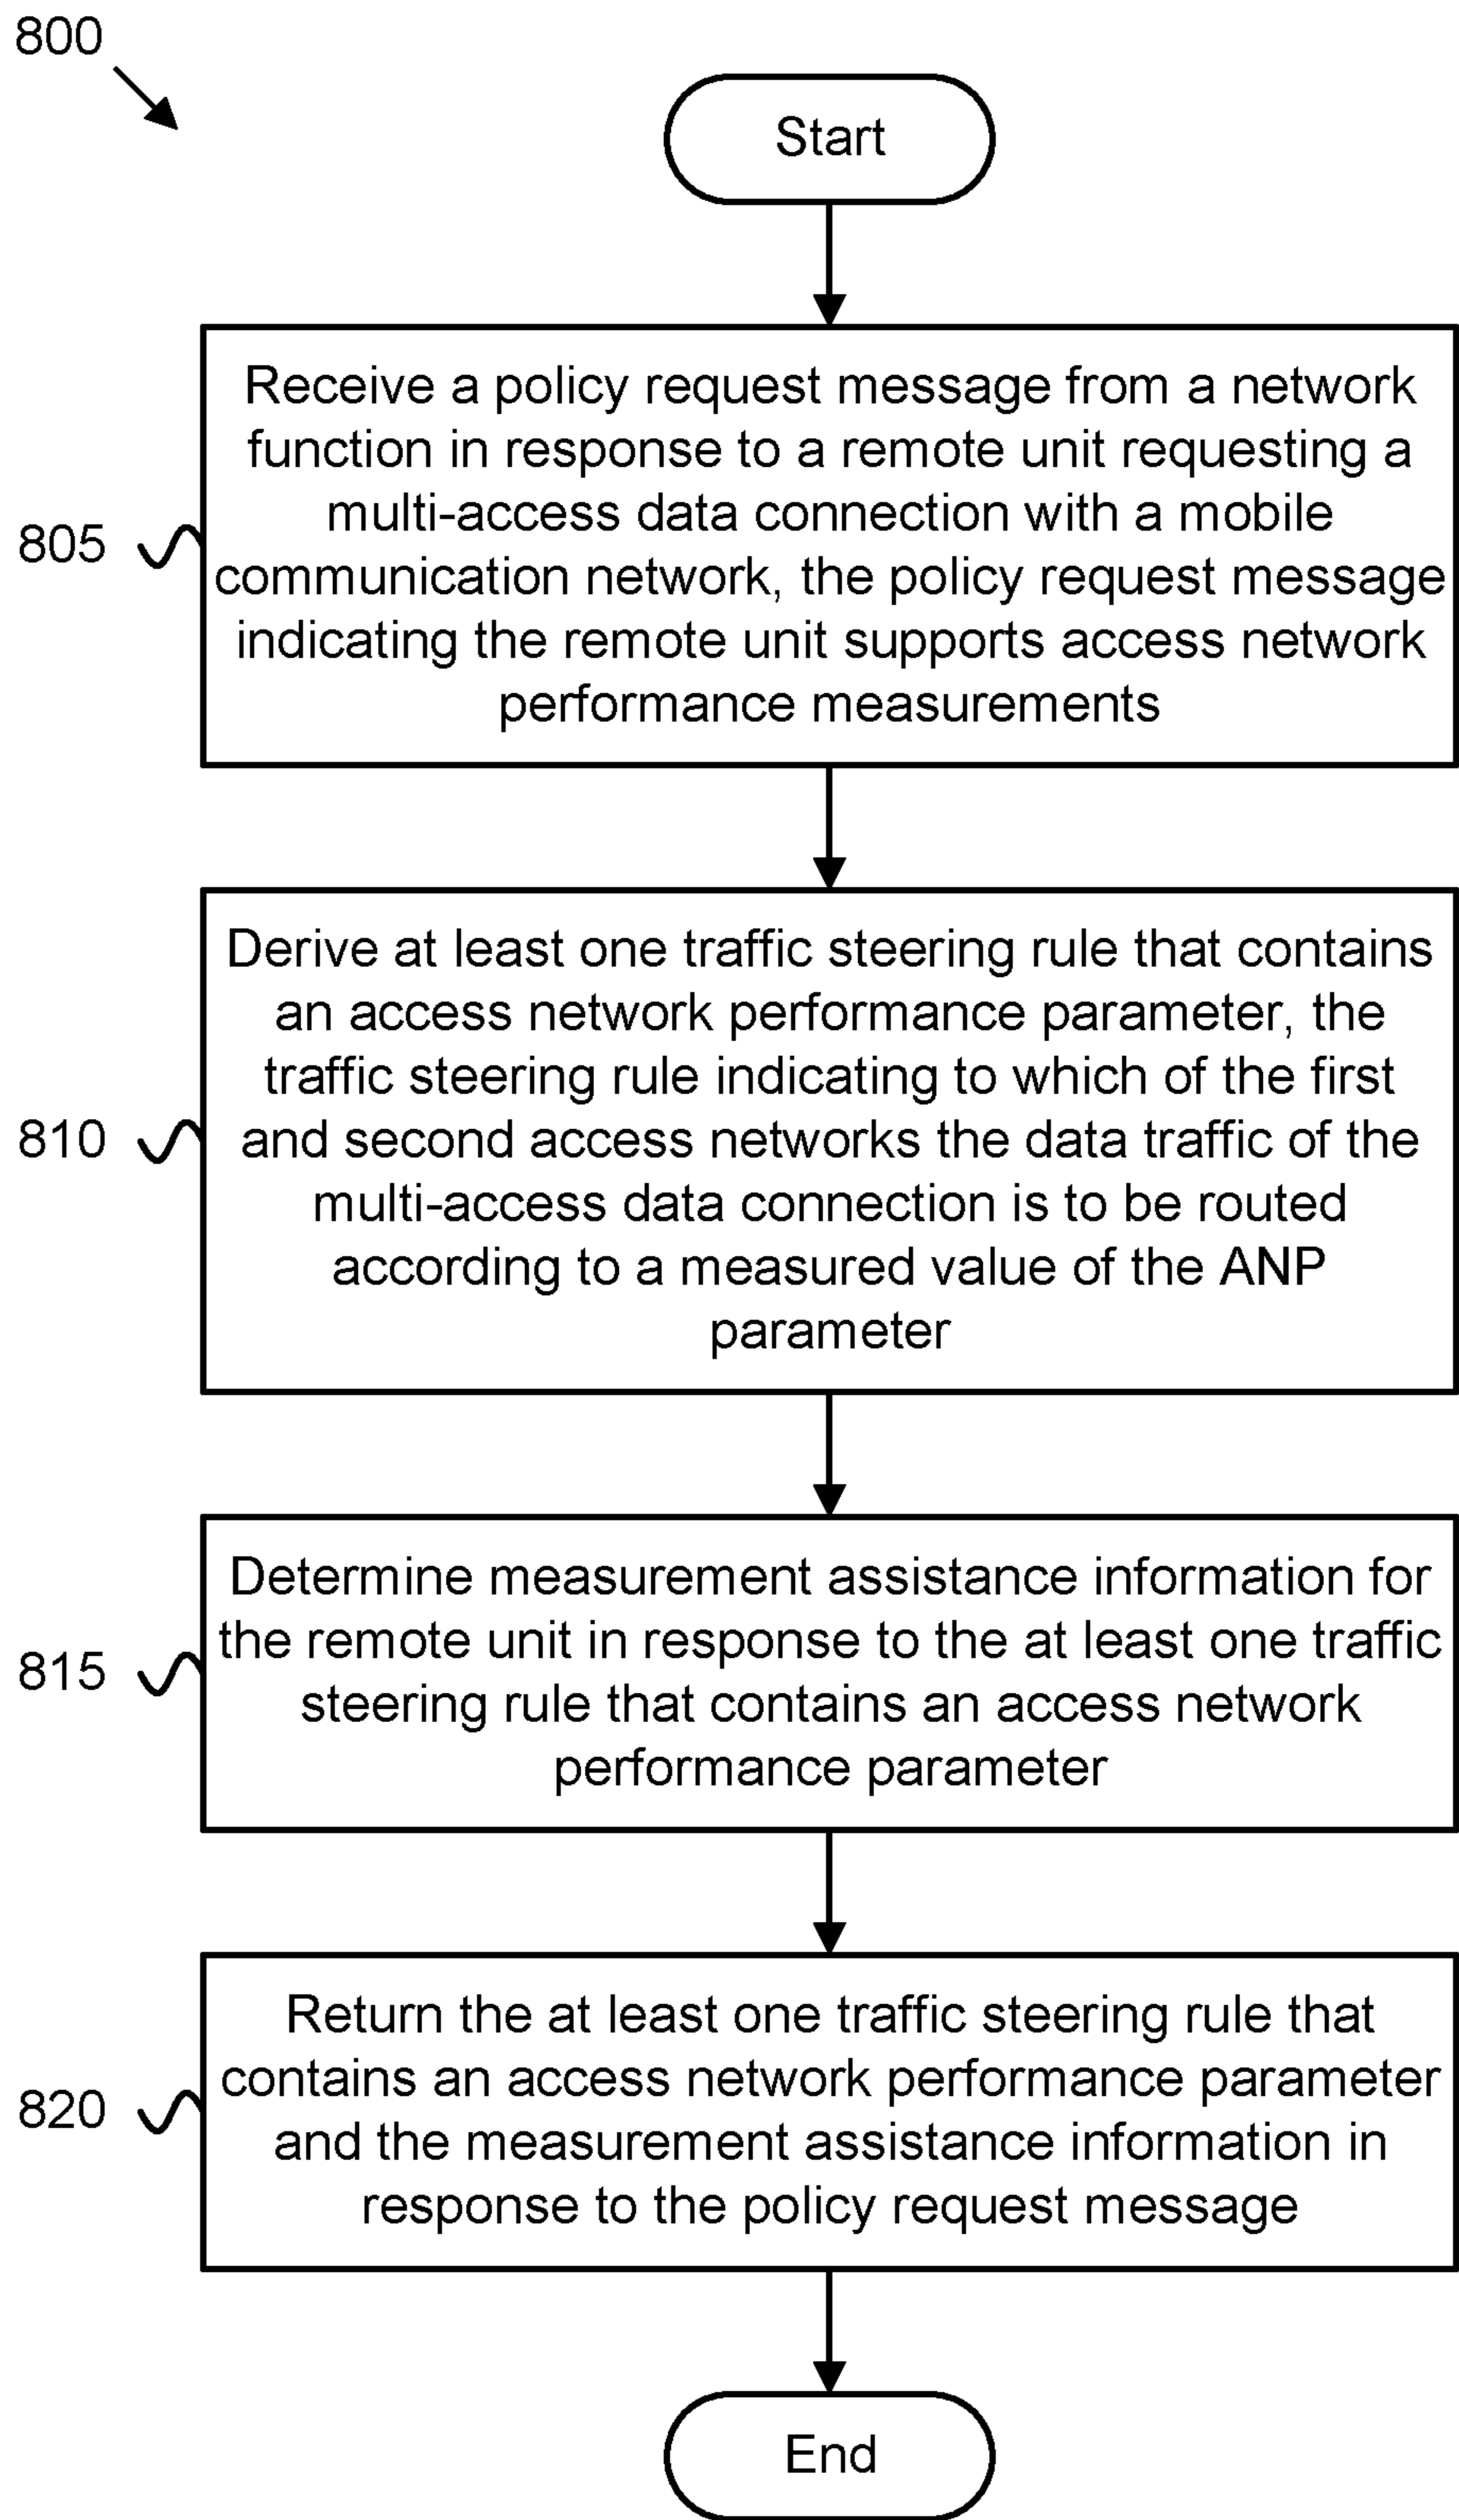 800
Start
Receive a policy request message from a network
function in response to a remote unit requesting a
multi-access data connection with a mobile
communication network, the policy request message
indicating the remote unit supports access network
performance measurements
805
Derive at least one traffic steering rule that contains
an access network performance parameter, the
traffic steering rule indicating to which of the first
and second access networks the data traffic of the
multi-access data connection is to be routed
according to a measured value of the ANP
parameter
810
Determine measurement assistance information for
the remote unit in response to the at least one traffic
steering rule that contains an access network
performance parameter
815
Return the at least one traffic steering rule that
contains an access network performance parameter
and the measurement assistance information in
response to the policy request message
820
End